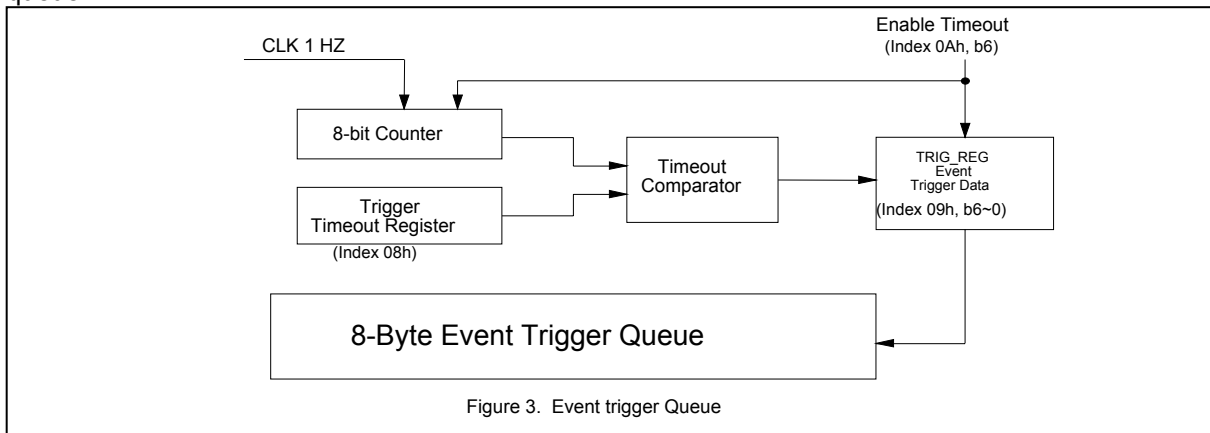 CLK 1 HZ
Enable Timeout
(Index 0Ah, b6)
8-bit Counter
Trigger
Timeout Register
(Index 08h)
Timeout
Comparator
TRIG_REG
Event
Trigger Data
(Index 09h, b6~0)
8-Byte Event Trigger Queue
Figure 3. Event trigger Queue